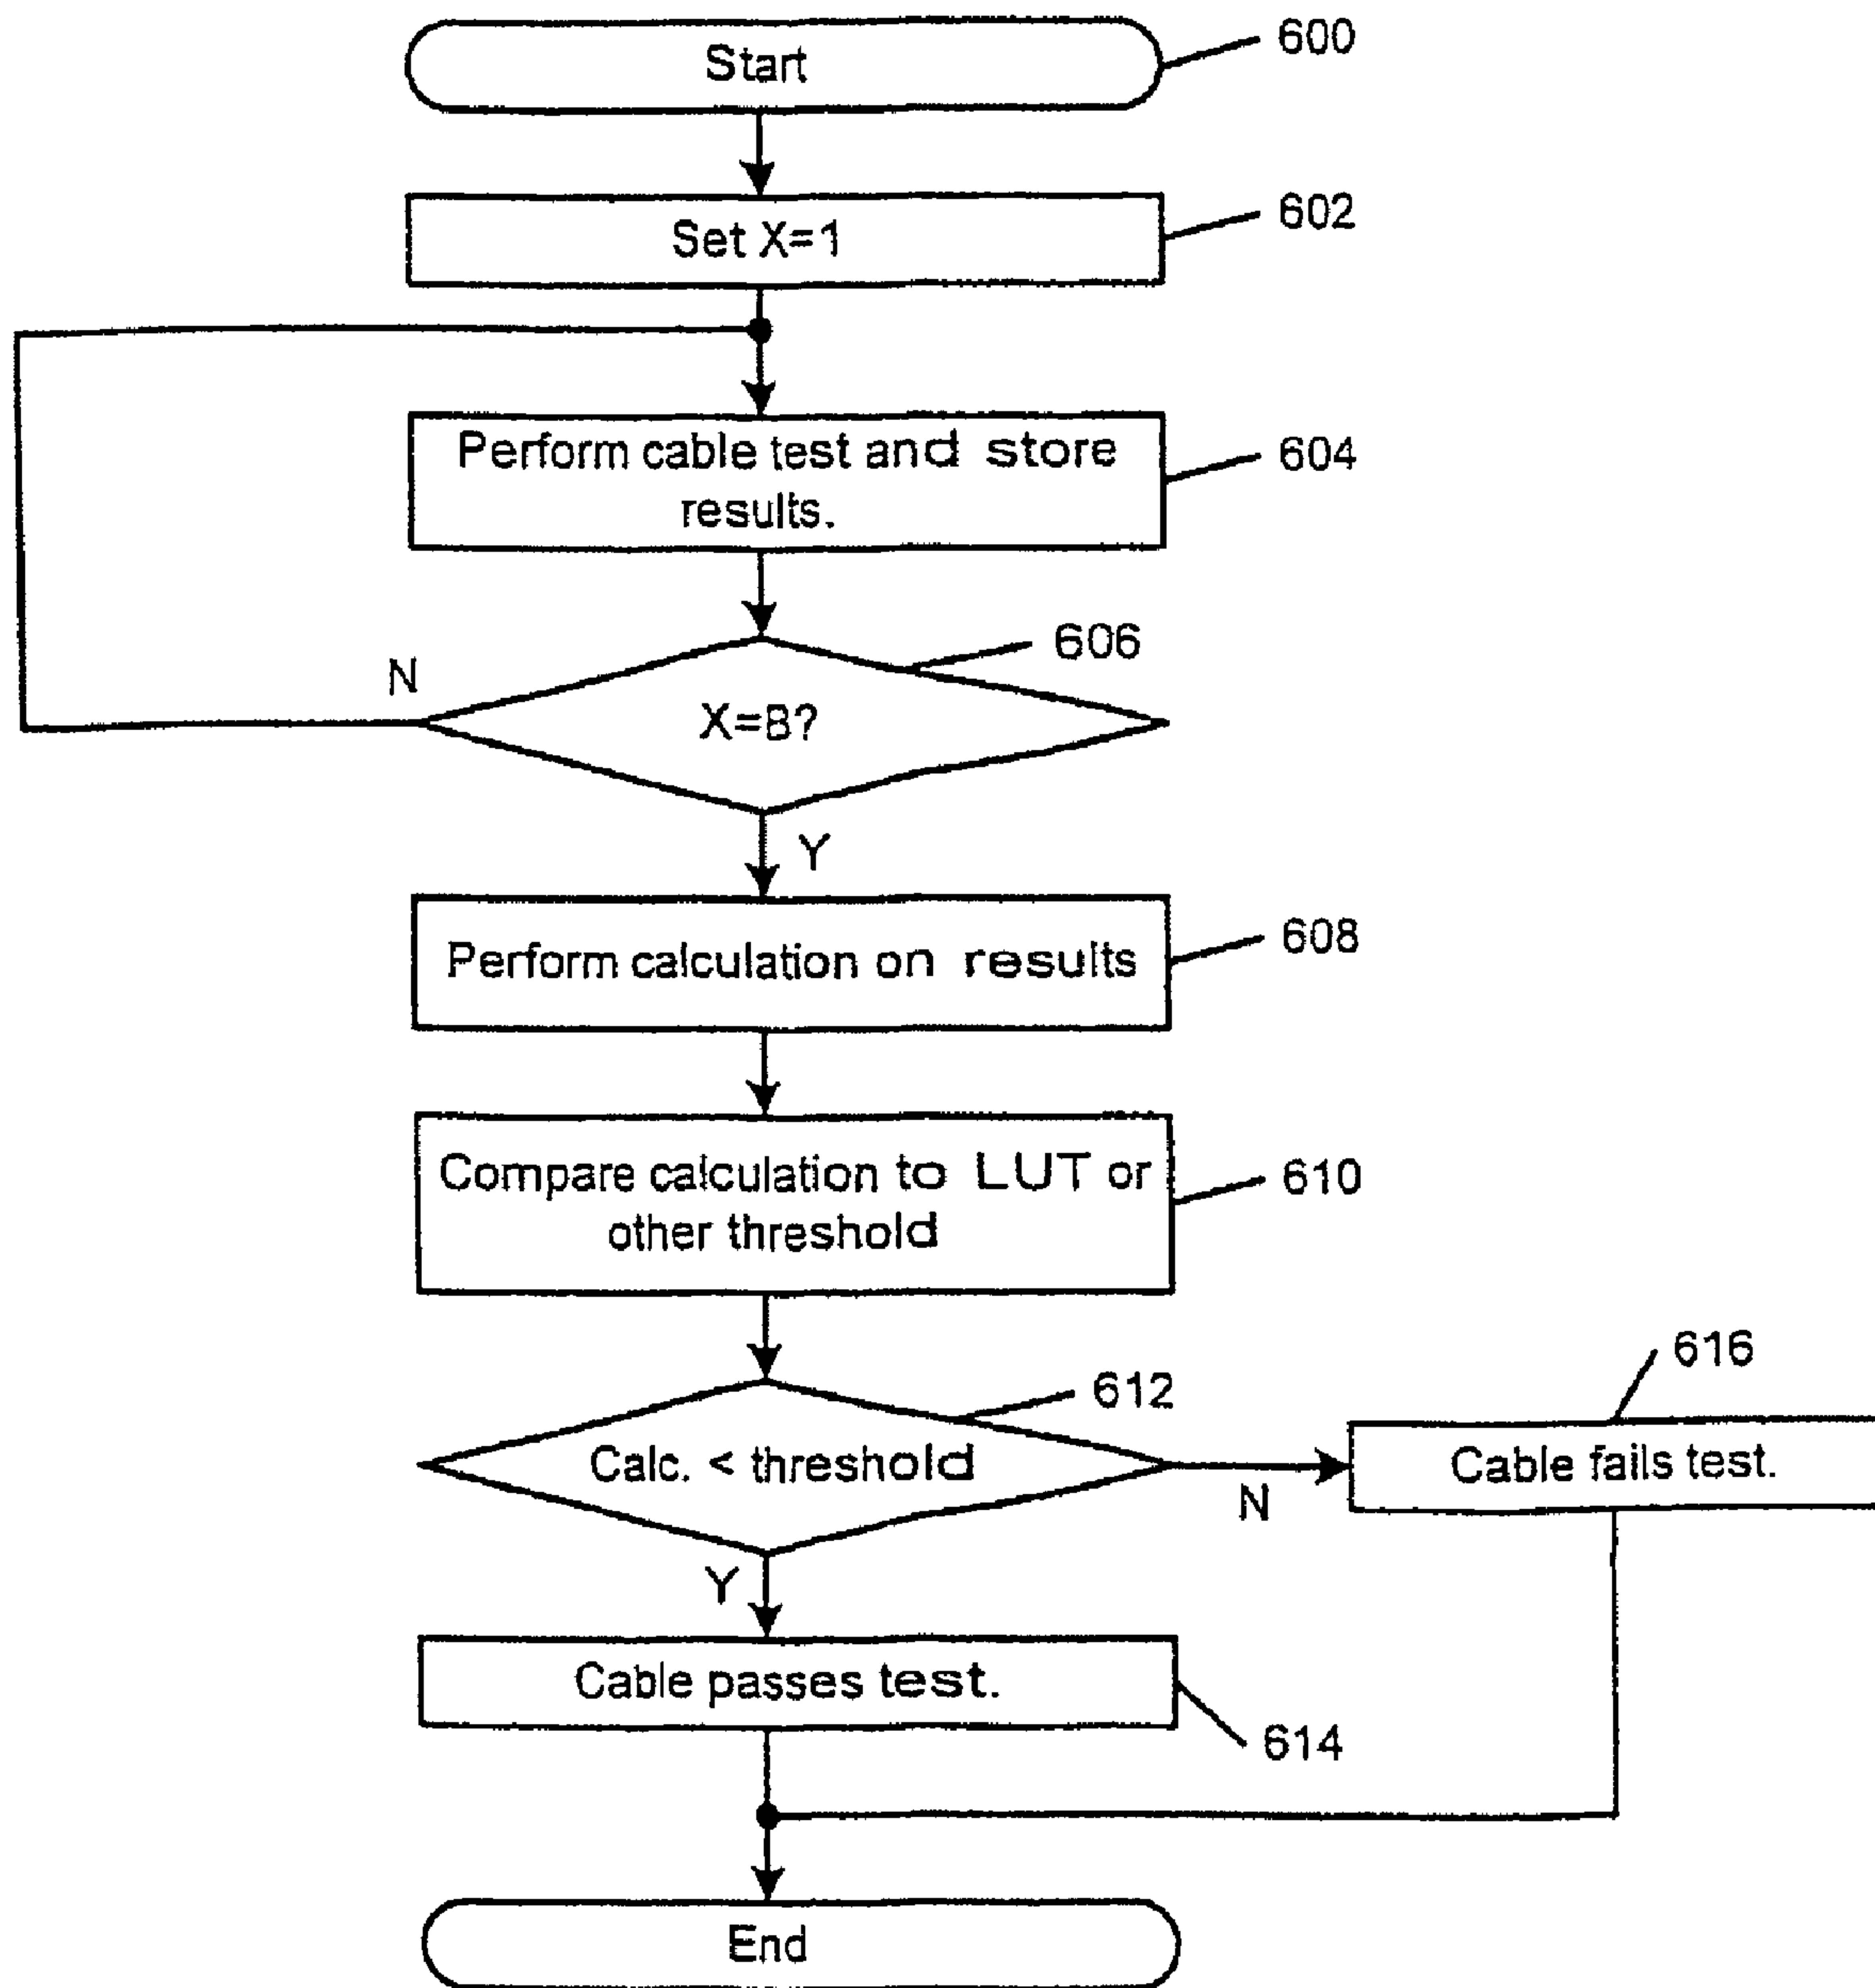 Start
600
Set X=1
602
Perform cable test and store
results.
604
606
N
X=B?
Y
Perform calculation on results
608
Compare calculation to LUT or
other threshold
610
612
616
Calc. < threshold
N
Cable fails test.
Y
Cable passes test.
614
End